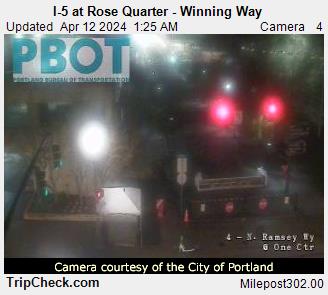 I-5 at Rose Quarter - Winning Way
Updated  Apr 12 2024  1:25 AM
Camera  4
PBOT
PORTLAND BUREAU OF TRANSPORTATION
4 - N. Ramsey Wy
@ One Ctr
Camera courtesy of the City of Portland
TripCheck.com
Milepost302.00